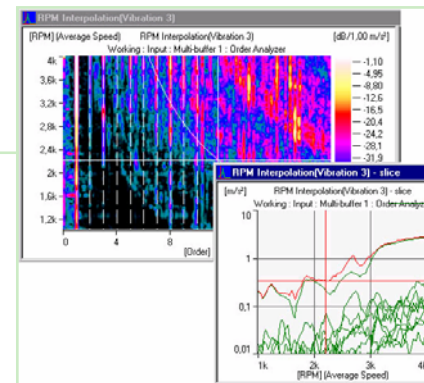 RPM Interpolation(Vibration 3)
[RPM] (Average Speed) RPM Interpolation(Vibration 3) [dB/1,00 m/s²]
Working : Input : Multi-buffer 1 : Order Analyzer
4k
3,6k
3,2k
2,8k
2,4k
2k
1,6k
1,2k
-1,10
-4,95
-8,80
-12,6
-16,5
-20,4
-24,2
-28,1
-31,9
0 4 8
[Order]
RPM Interpolation(Vibration 3) - slice
[m/s²] RPM Interpolation(Vibration 3) - slice
Working : Input : Multi-buffer 1 : Order Analyz
10
1
0,1
0,01
1k 2k 3k 4
[RPM] (Average Speed)